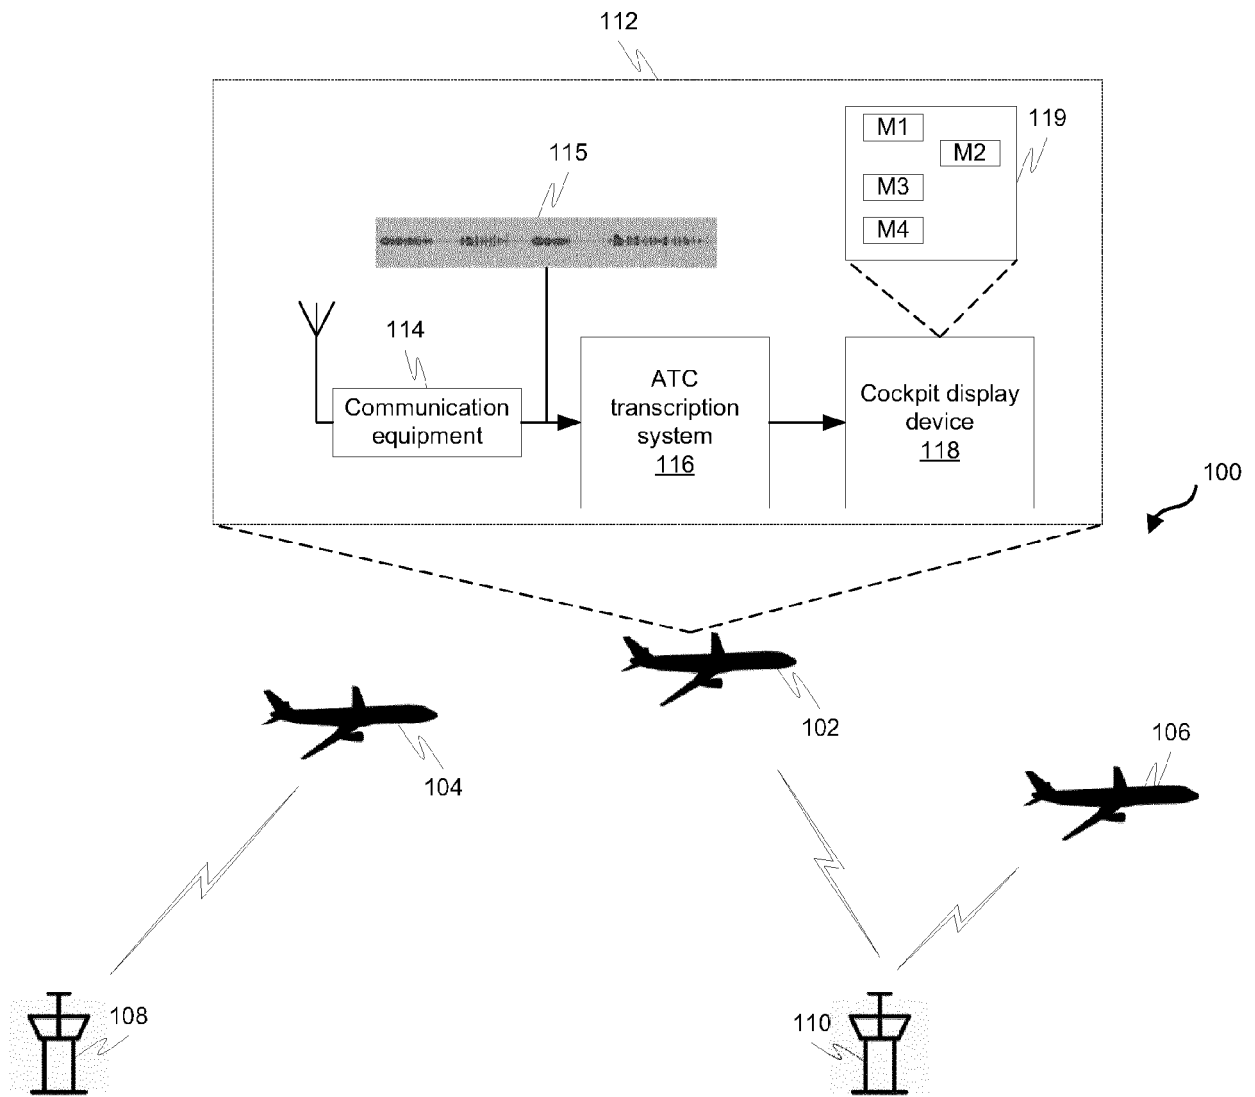 112
M1
119
M2
115
M3
M4
114
ATC
transcription
system
116
Cockpit display
device
118
Communication
equipment
100
102
106
104
108
110